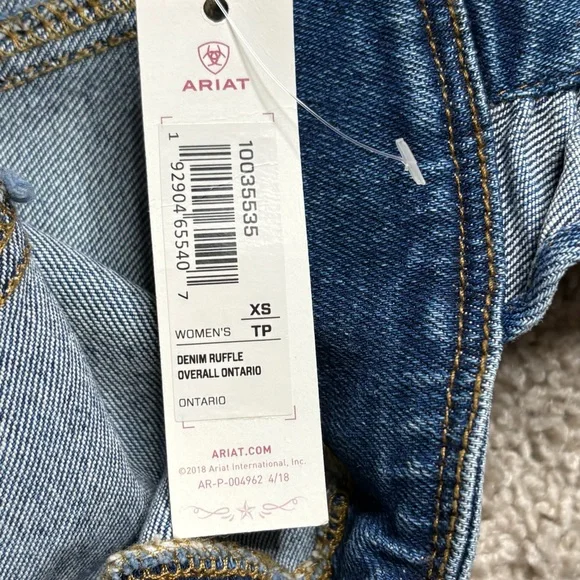 ARIAT
10035535
1 92904 65540 7
XS
WOMEN'S TP
DENIM RUFFLE
OVERALL ONTARIO
ONTARIO
ARIAT.COM
©2018 Ariat International, Inc.
AR-P-004962 4/18